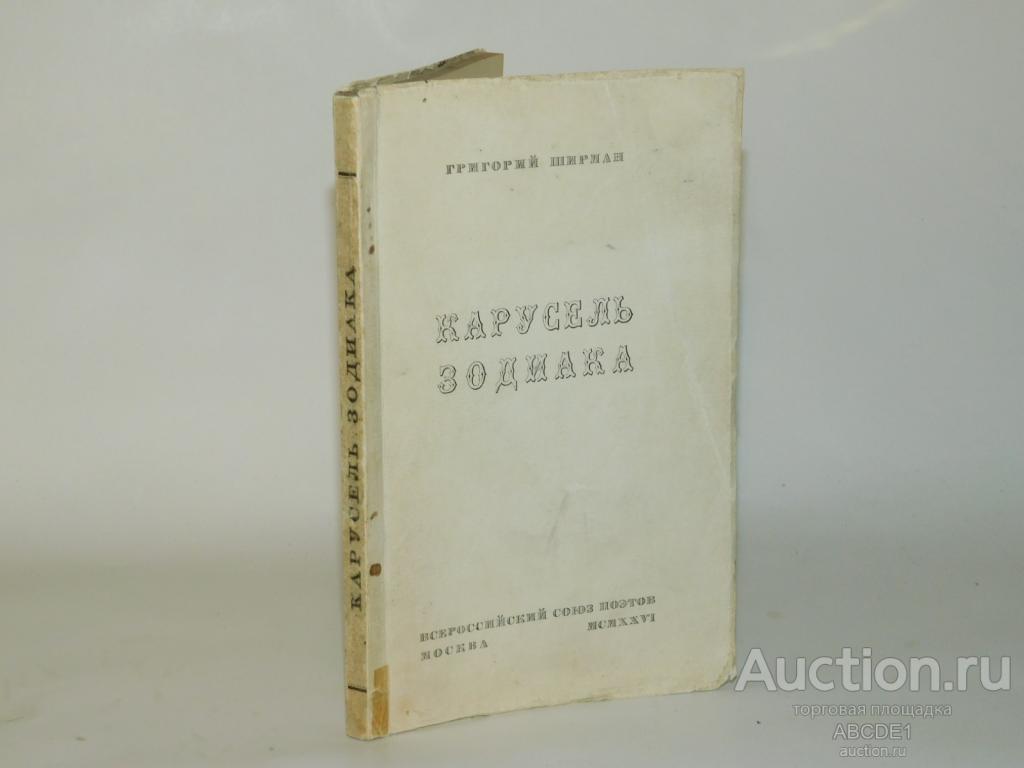 ГРИГОРИЙ ШИРМАН
КАРУСЕЛЬ
ЗОДИАКА
ВСЕРОССИЙСКИЙ СОЮЗ ПОЭТОВ
МОСКВА MCMXXVI
КАРУСЕЛЬ ЗОДИАКА
Auction.ru
торговая площадка
ABCDE1
auction.ru